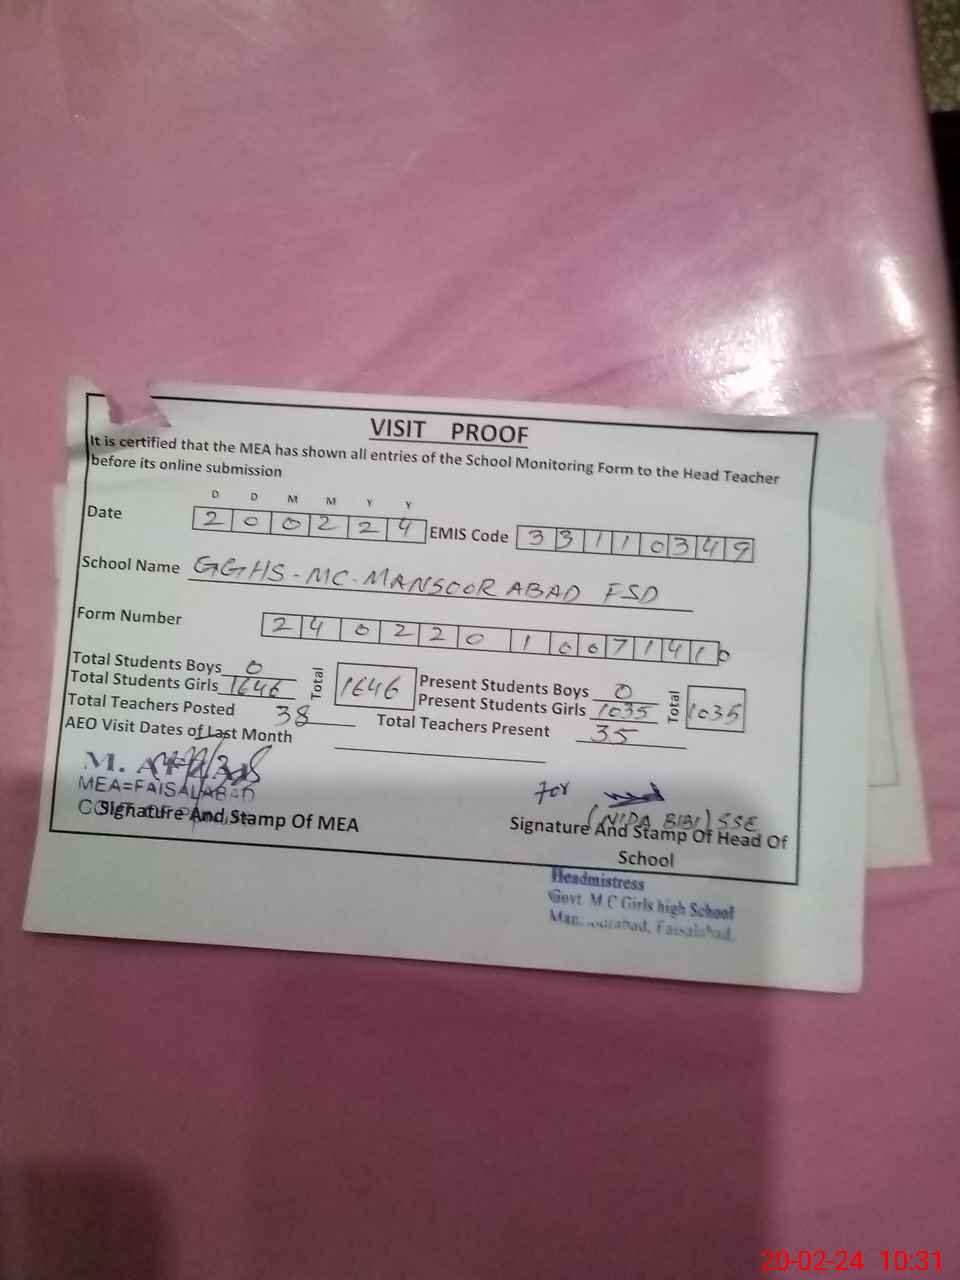 VISIT PROOF
It is certified that the MEA has shown all entries of the School Monitoring Form to the Head Teacher
before its online submission
D D M M Y Y
Date 2 0 0 2 2 4 EMIS Code 3 3 1 1 0 3 4 9
School Name GGHS-MC-MANSOOR ABAD FSD
Form Number 2 4 0 2 2 0 1 0 0 7 1 4 1 0
Total Students Boys 0
Total Students Girls 1646
Total 1646
Present Students Boys 0
Present Students Girls 1035
Total 1035
Total Teachers Posted 38
Total Teachers Present 35
AEO Visit Dates of Last Month
M.
MEA=FAISALABAD
Signature And Stamp Of MEA
for
(NIDA BIBI) SSE
Signature And Stamp Of Head Of
School
Headmistress
Govt. M C Girls high School
Faisalabad.
20-02-24 10:31